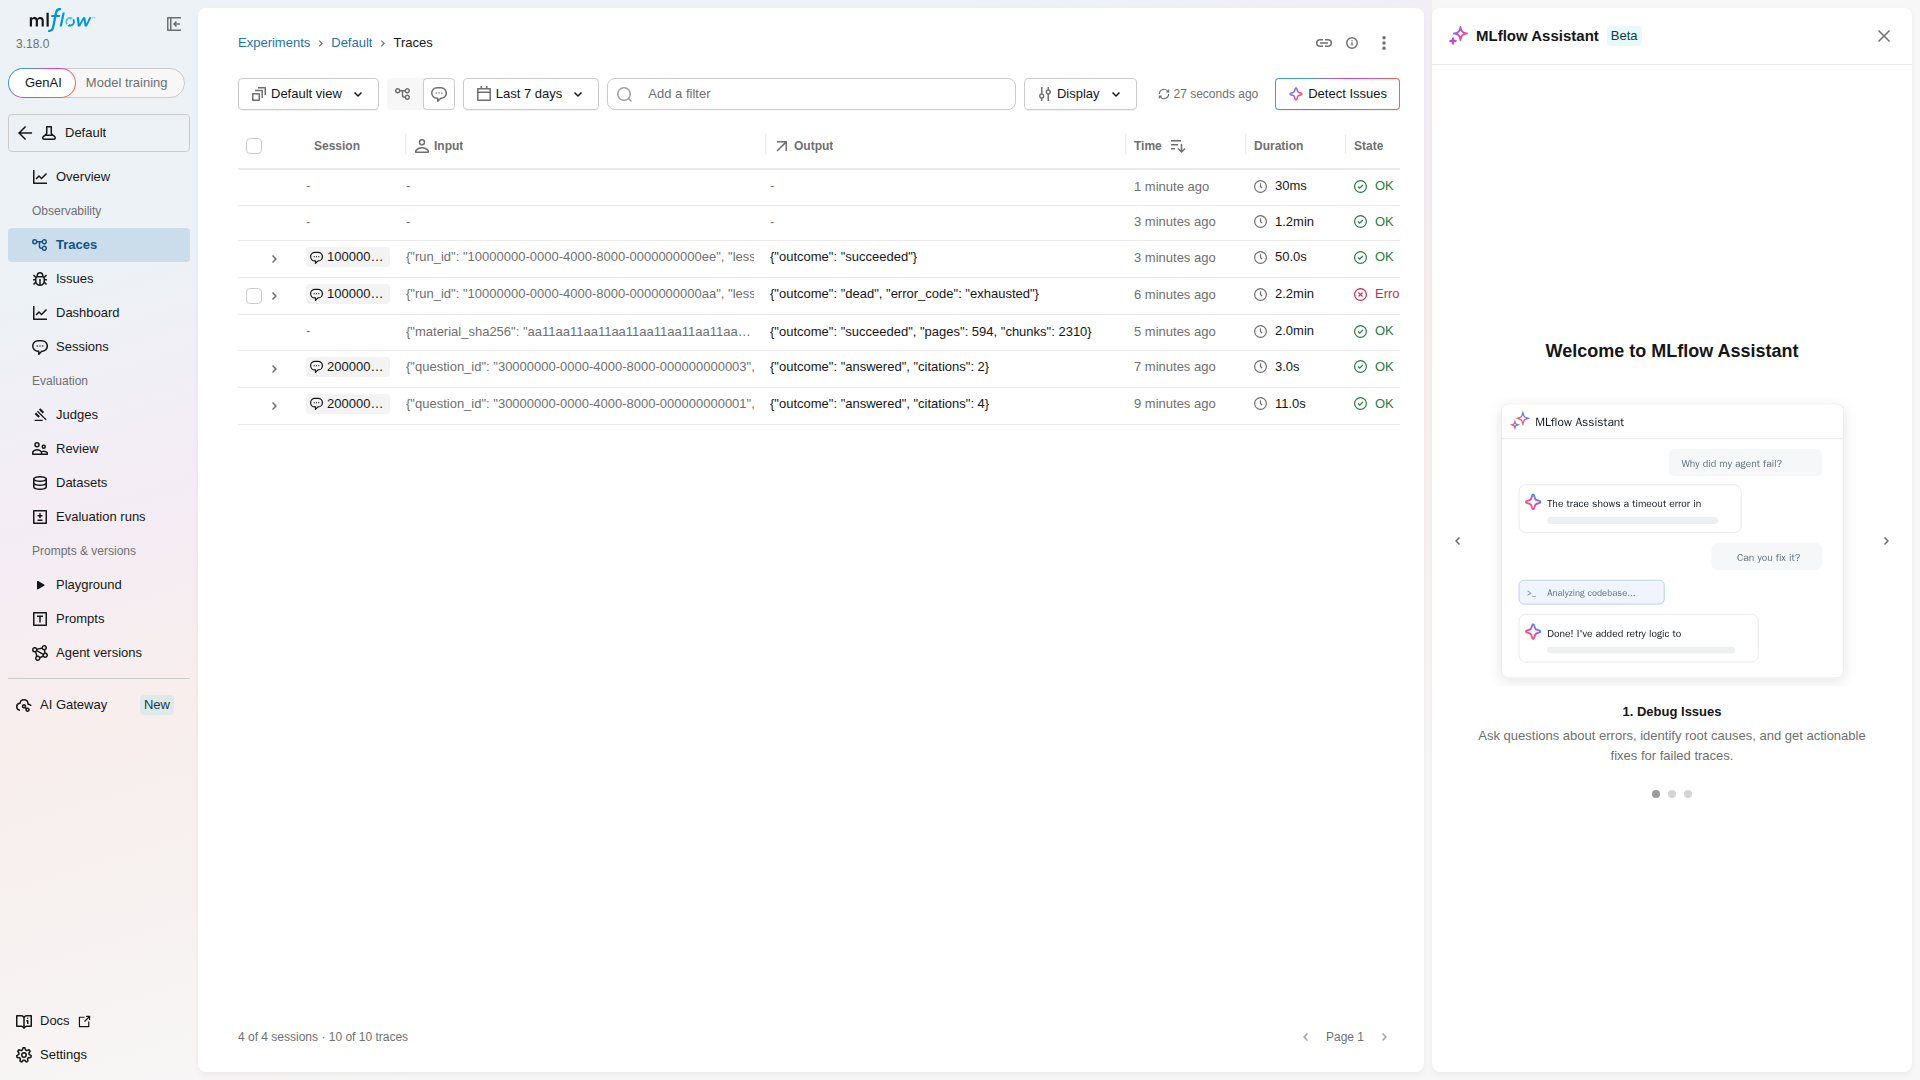 mlflow
3.18.0
GenAI Model training
Default
Overview
Observability
Traces
Issues
Dashboard
Sessions
Evaluation
Judges
Review
Datasets
Evaluation runs
Prompts & versions
Playground
Prompts
Agent versions
AI Gateway New
Docs
Settings
Experiments › Default › Traces
Default view Last 7 days Add a filter Display 27 seconds ago Detect Issues
Session Input Output Time Duration State
- - - 1 minute ago 30ms OK
- - - 3 minutes ago 1.2min OK
100000... {"run_id": "10000000-0000-4000-8000-0000000000ee", "less {"outcome": "succeeded"} 3 minutes ago 50.0s OK
100000... {"run_id": "10000000-0000-4000-8000-0000000000aa", "less {"outcome": "dead", "error_code": "exhausted"} 6 minutes ago 2.2min Erro
- {"material_sha256": "aa11aa11aa11aa11aa11aa11aa11aa... {"outcome": "succeeded", "pages": 594, "chunks": 2310} 5 minutes ago 2.0min OK
200000... {"question_id": "30000000-0000-4000-8000-000000000003", {"outcome": "answered", "citations": 2} 7 minutes ago 3.0s OK
200000... {"question_id": "30000000-0000-4000-8000-000000000001", {"outcome": "answered", "citations": 4} 9 minutes ago 11.0s OK
4 of 4 sessions · 10 of 10 traces
Page 1
MLflow Assistant Beta
Welcome to MLflow Assistant
MLflow Assistant
Why did my agent fail?
The trace shows a timeout error in
Can you fix it?
>_ Analyzing codebase...
Done! I've added retry logic to
1. Debug Issues
Ask questions about errors, identify root causes, and get actionable
fixes for failed traces.